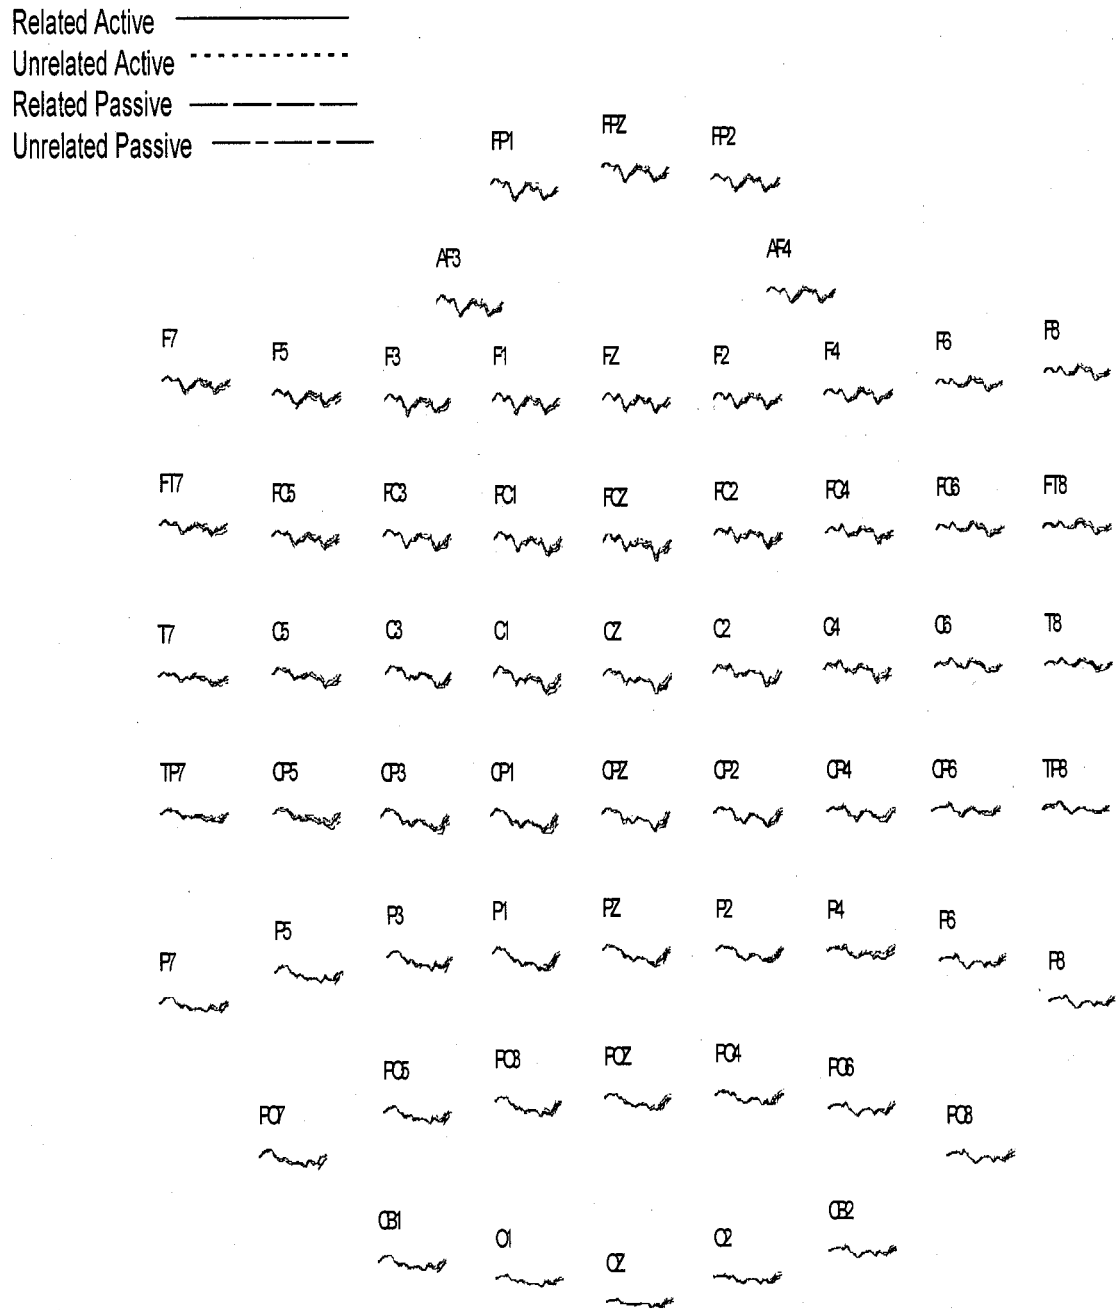 Related Active
Unrelated Active
Related Passive
Unrelated Passive
FP1 FPZ FP2
AF3 AF4
F7 F5 F3 F1 FZ F2 F4 F6 F8
FT7 FC5 FC3 FC1 FCZ FC2 FC4 FC6 FT8
T7 C5 C3 C1 CZ C2 C4 C6 T8
TP7 CP5 CP3 CP1 CPZ CP2 CP4 CP6 TP8
P7 P5 P3 P1 PZ P2 P4 P6 P8
PO7 PO5 PO3 POZ PO4 PO6 PO8
CB1 O1 OZ O2 CB2